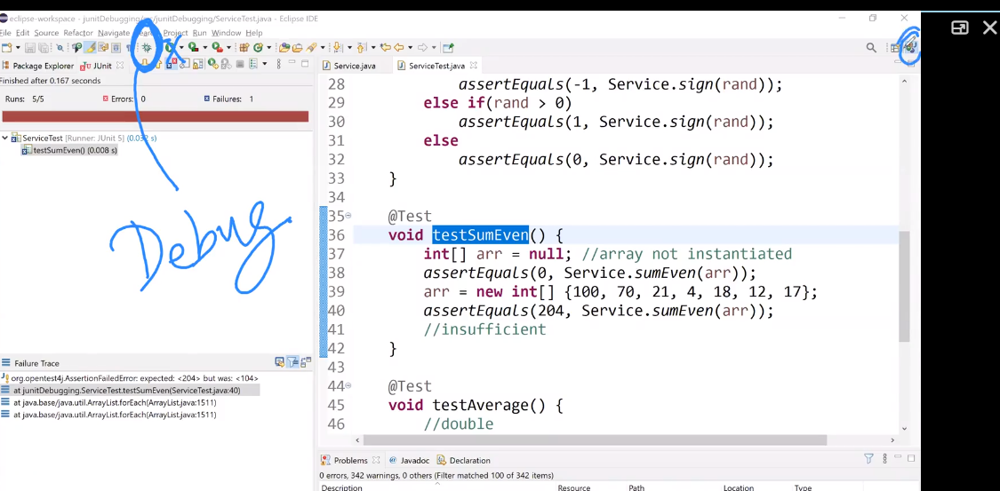 eclipse-workspace - junitDebugging/src/junitDebugging/ServiceTest.java - Eclipse IDE
File Edit Source Refactor Navigate Search Project Run Window Help
x
Package Explorer JUnit
Service.java
ServiceTest.java
Finished after 0.167 seconds
Runs: 5/5 Errors: 0 Failures: 1
ServiceTest [Runner: JUnit 5] (0.032 s)
testSumEven() (0.008 s)
Debug
28 assertEquals(-1, Service.sign(rand));
29 else if(rand > 0)
30 assertEquals(1, Service.sign(rand));
31 else
32 assertEquals(0, Service.sign(rand));
33 }
34
35 @Test
36 void testSumEven() {
37 int[] arr = null; //array not instantiated
38 assertEquals(0, Service.sumEven(arr));
39 arr = new int[] {100, 70, 21, 4, 18, 12, 17};
40 assertEquals(204, Service.sumEven(arr));
41 //insufficient
42 }
43
44 @Test
45 void testAverage() {
46 //double
Failure Trace
org.opentest4j.AssertionFailedError: expected: <204> but was: <104>
at junitDebugging.ServiceTest.testSumEven(ServiceTest.java:40)
at java.base/java.util.ArrayList.forEach(ArrayList.java:1511)
at java.base/java.util.ArrayList.forEach(ArrayList.java:1511)
Problems Javadoc Declaration
0 errors, 342 warnings, 0 others (Filter matched 100 of 342 items)
Description Resource Path Location Type